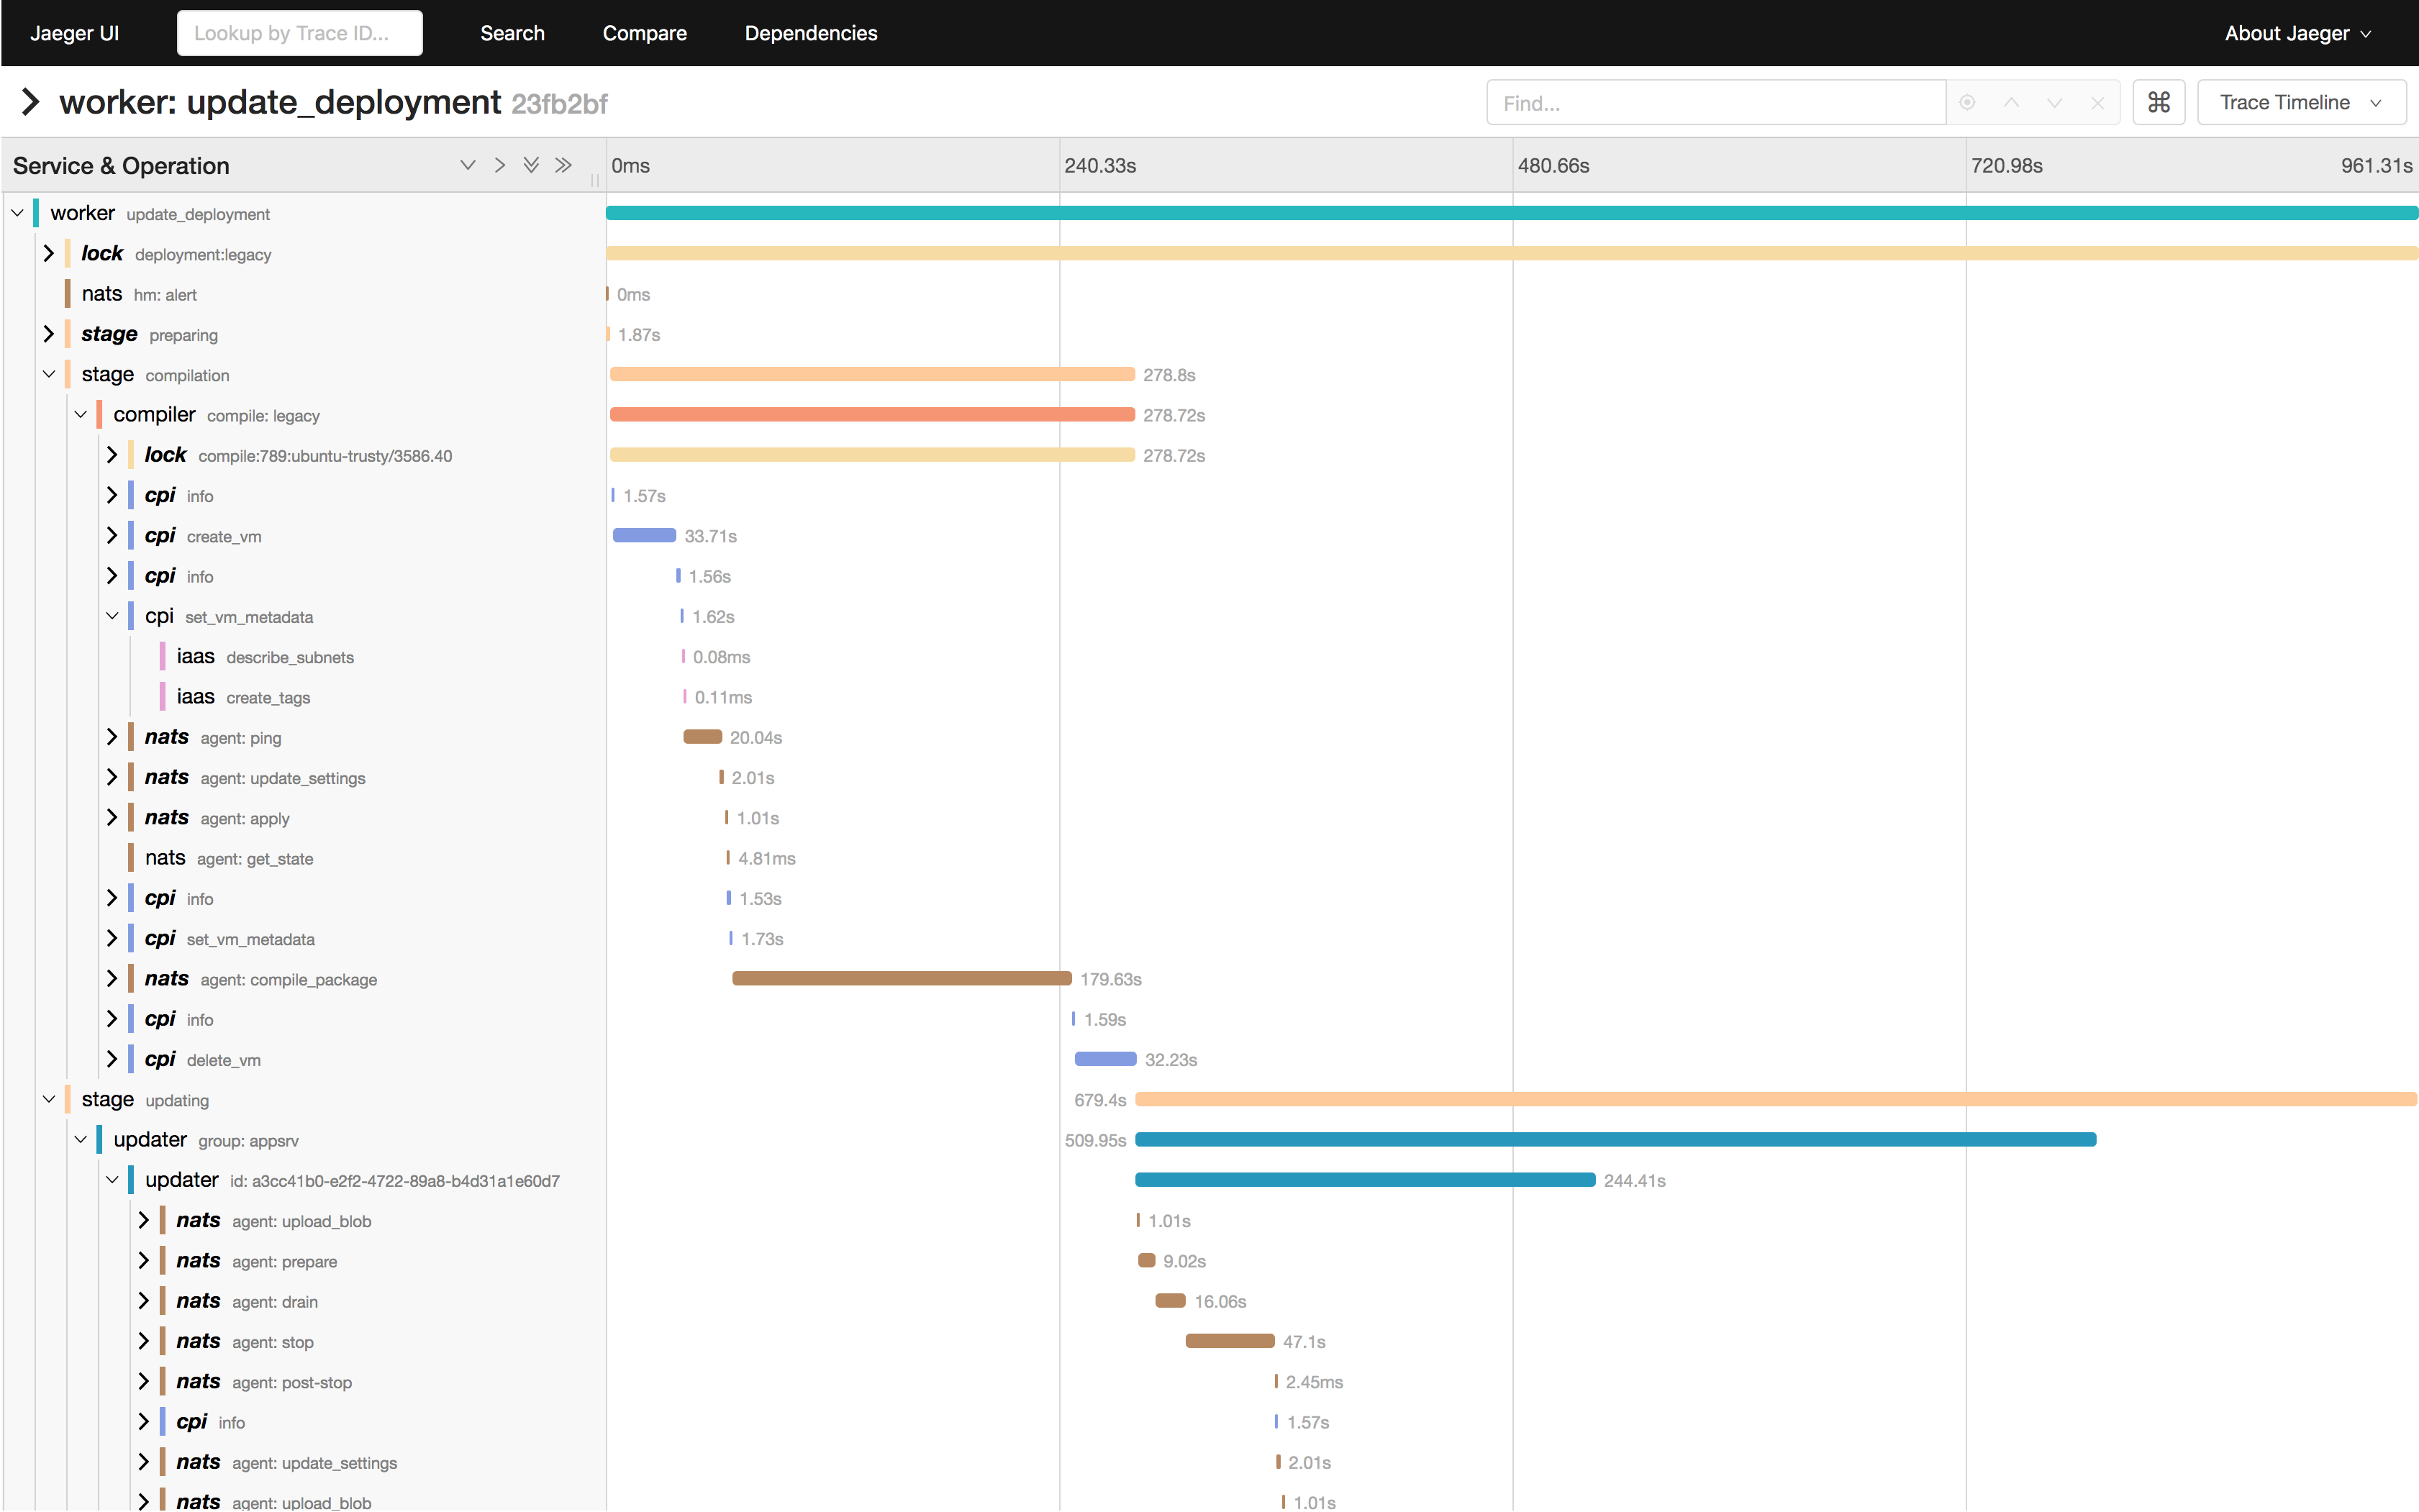 Jaeger UI Lookup by Trace ID... Search Compare Dependencies About Jaeger
worker: update_deployment 23fb2bf Find... ⌘ Trace Timeline
Service & Operation 0ms 240.33s 480.66s 720.98s 961.31s
worker update_deployment
lock deployment:legacy
nats hm: alert 0ms
stage preparing 1.87s
stage compilation 278.8s
compiler compile: legacy 278.72s
lock compile:789:ubuntu-trusty/3586.40 278.72s
cpi info 1.57s
cpi create_vm 33.71s
cpi info 1.56s
cpi set_vm_metadata 1.62s
iaas describe_subnets 0.08ms
iaas create_tags 0.11ms
nats agent: ping 20.04s
nats agent: update_settings 2.01s
nats agent: apply 1.01s
nats agent: get_state 4.81ms
cpi info 1.53s
cpi set_vm_metadata 1.73s
nats agent: compile_package 179.63s
cpi info 1.59s
cpi delete_vm 32.23s
stage updating 679.4s
updater group: appsrv 509.95s
updater id: a3cc41b0-e2f2-4722-89a8-b4d31a1e60d7 244.41s
nats agent: upload_blob 1.01s
nats agent: prepare 9.02s
nats agent: drain 16.06s
nats agent: stop 47.1s
nats agent: post-stop 2.45ms
cpi info 1.57s
nats agent: update_settings 2.01s
nats agent: upload_blob 1.01s